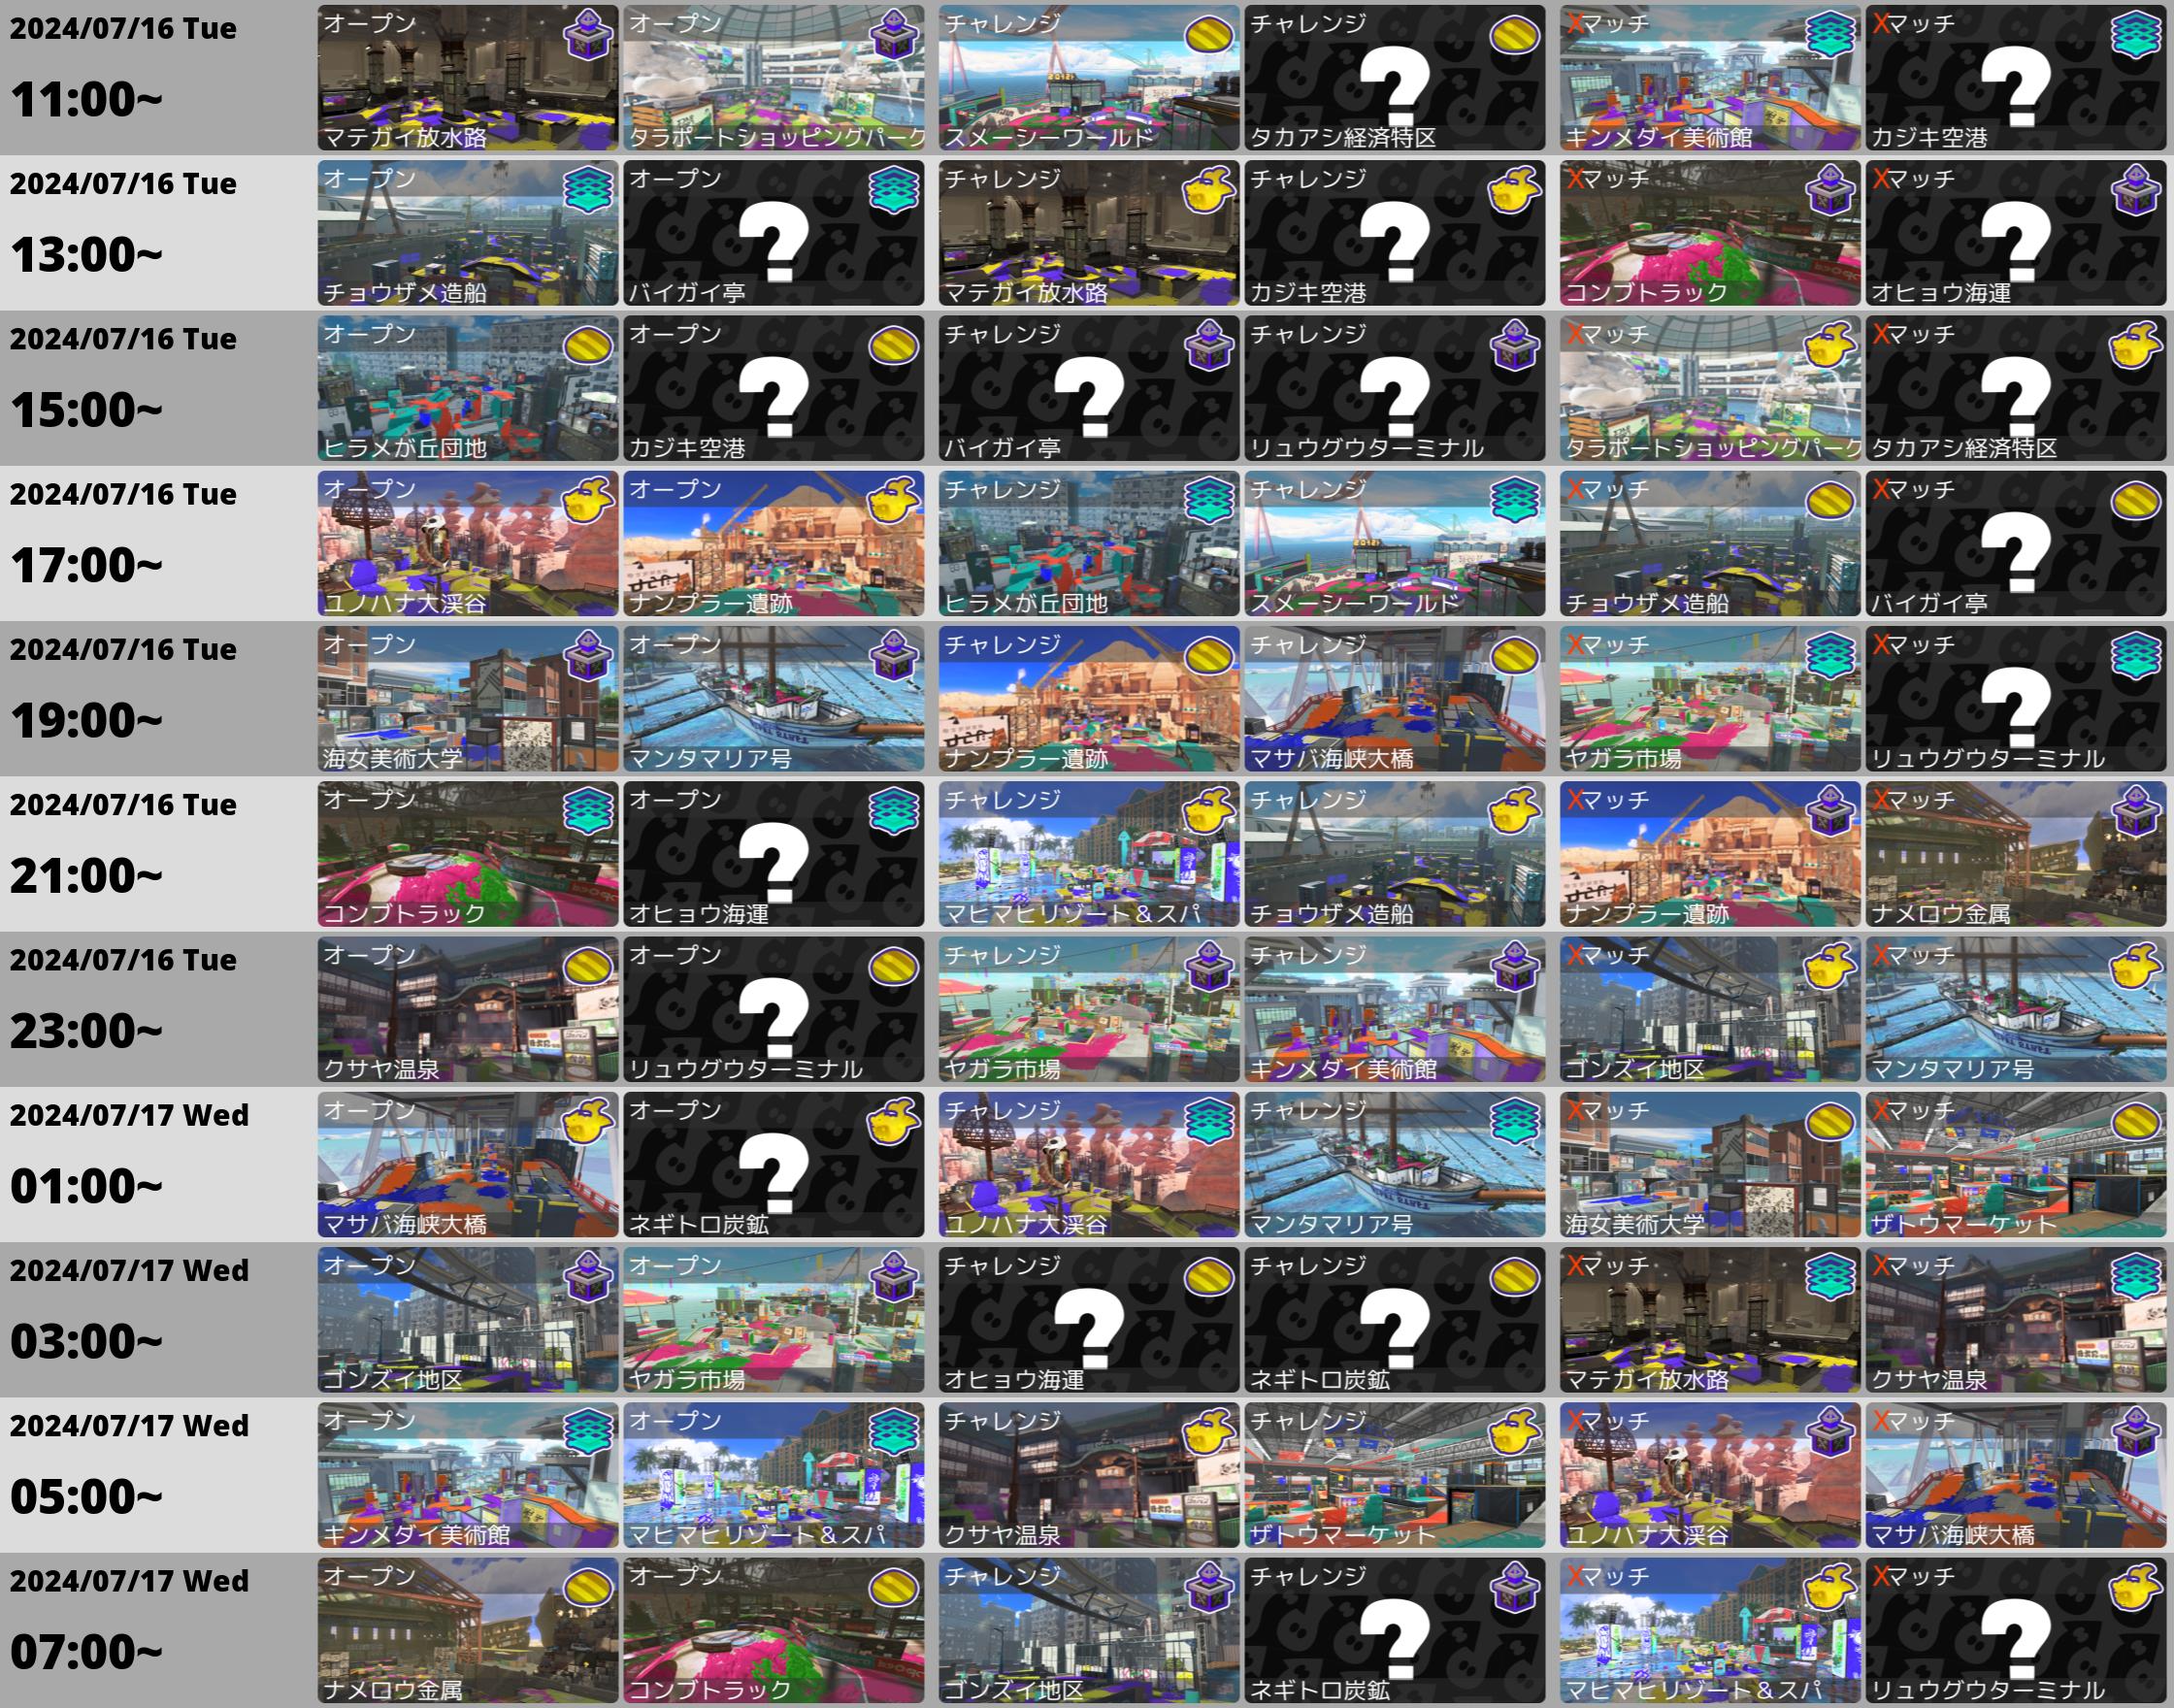 2024/07/16 Tue
11:00~
オープン
マテガイ放水路
オープン
タラポートショッピングパーク
チャレンジ
スメーシーワールド
チャレンジ
タカアシ経済特区
Xマッチ
キンメダイ美術館
Xマッチ
カジキ空港
2024/07/16 Tue
13:00~
オープン
チョウザメ造船
オープン
バイガイ亭
チャレンジ
マテガイ放水路
チャレンジ
カジキ空港
Xマッチ
コンブトラック
Xマッチ
オヒョウ海運
2024/07/16 Tue
15:00~
オープン
ヒラメが丘団地
オープン
カジキ空港
チャレンジ
バイガイ亭
チャレンジ
リュウグウターミナル
Xマッチ
タラポートショッピングパーク
Xマッチ
タカアシ経済特区
2024/07/16 Tue
17:00~
オープン
ユノハナ大渓谷
オープン
ナンプラー遺跡
チャレンジ
ヒラメが丘団地
チャレンジ
スメーシーワールド
Xマッチ
チョウザメ造船
Xマッチ
バイガイ亭
2024/07/16 Tue
19:00~
オープン
海女美術大学
オープン
マンタマリア号
チャレンジ
ナンプラー遺跡
チャレンジ
マサバ海峡大橋
Xマッチ
ヤガラ市場
Xマッチ
リュウグウターミナル
2024/07/16 Tue
21:00~
オープン
コンブトラック
オープン
オヒョウ海運
チャレンジ
マヒマヒリゾート＆スパ
チャレンジ
チョウザメ造船
Xマッチ
ナンプラー遺跡
Xマッチ
ナメロウ金属
2024/07/16 Tue
23:00~
オープン
クサヤ温泉
オープン
リュウグウターミナル
チャレンジ
ヤガラ市場
チャレンジ
キンメダイ美術館
Xマッチ
ゴンズイ地区
Xマッチ
マンタマリア号
2024/07/17 Wed
01:00~
オープン
マサバ海峡大橋
オープン
ネギトロ炭鉱
チャレンジ
ユノハナ大渓谷
チャレンジ
マンタマリア号
Xマッチ
海女美術大学
Xマッチ
ザトウマーケット
2024/07/17 Wed
03:00~
オープン
ゴンズイ地区
オープン
ヤガラ市場
チャレンジ
オヒョウ海運
チャレンジ
ネギトロ炭鉱
Xマッチ
マテガイ放水路
Xマッチ
クサヤ温泉
2024/07/17 Wed
05:00~
オープン
キンメダイ美術館
オープン
マヒマヒリゾート＆スパ
チャレンジ
クサヤ温泉
チャレンジ
ザトウマーケット
Xマッチ
ユノハナ大渓谷
Xマッチ
マサバ海峡大橋
2024/07/17 Wed
07:00~
オープン
ナメロウ金属
オープン
コンブトラック
チャレンジ
ゴンズイ地区
チャレンジ
ネギトロ炭鉱
Xマッチ
マヒマヒリゾート＆スパ
Xマッチ
リュウグウターミナル